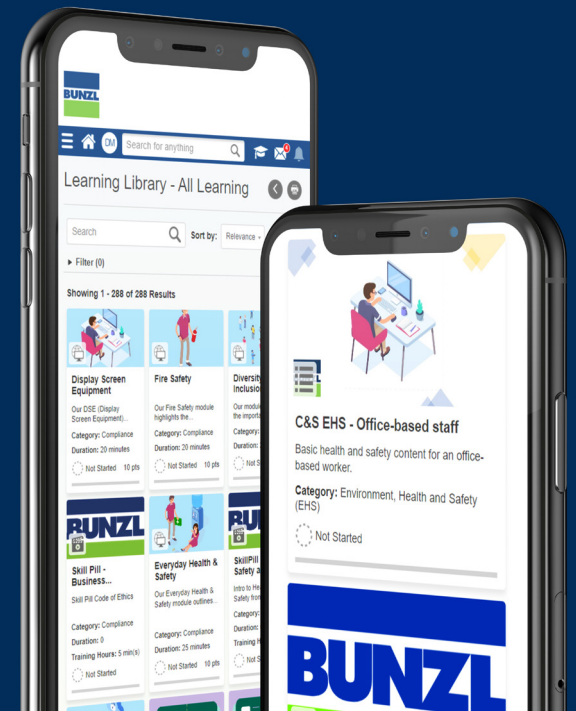 BUNZL
DM
Search for anything
4
Learning Library - All Learning
Search
Sort by:
Relevance
Filter (0)
Showing 1 - 288 of 288 Results
Display Screen
Equipment
Our DSE (Display
Screen Equipment)...
Category: Compliance
Duration: 20 minutes
Not Started 10 pts
Fire Safety
Our Fire Safety module
highlights the...
Category: Compliance
Duration: 20 minutes
Not Started 10 pts
Diversity
Inclusio
Our modul
the importa
Category:
Duration:
Not S
BUNZL
Skill Pill -
Business...
Skill Pill Code of Ethics
Category: Compliance
Duration: 0
Training Hours: 5 min(s)
Not Started
Everyday Health &
Safety
Our Everyday Health &
Safety module outlines...
Category: Compliance
Duration: 25 minutes
Not Started 10 pts
BU
SkillPill
Safety a
Intro to Hea
Safety from
Category:
Duration:
Training H
Not S
BUNZL
C&S EHS - Office-based staff
Basic health and safety content for an office-
based worker.
Category: Environment, Health and Safety
(EHS)
Not Started
BUNZL